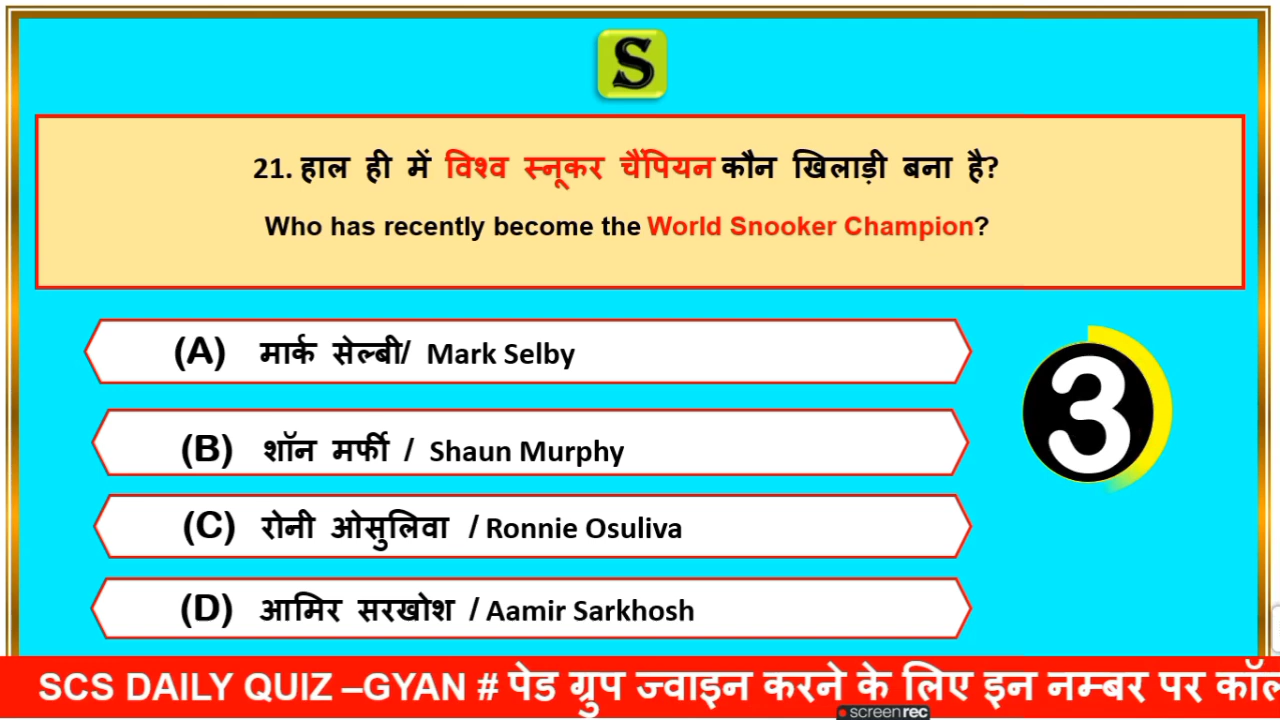 S
21. हाल ही में विश्व स्नूकर चैंपियन कौन खिलाड़ी बना है?
Who has recently become the World Snooker Champion?
(A) मार्क सेल्बी/ Mark Selby
3
(B) शॉन मर्फी / Shaun Murphy
(C) रोनी ओसुलिवा / Ronnie Osuliva
(D) आमिर सरखोश / Aamir Sarkhosh
SCS DAILY QUIZ –GYAN # पेड ग्रुप ज्वाइन करने के लिए इन नम्बर पर कॉल
screenrec